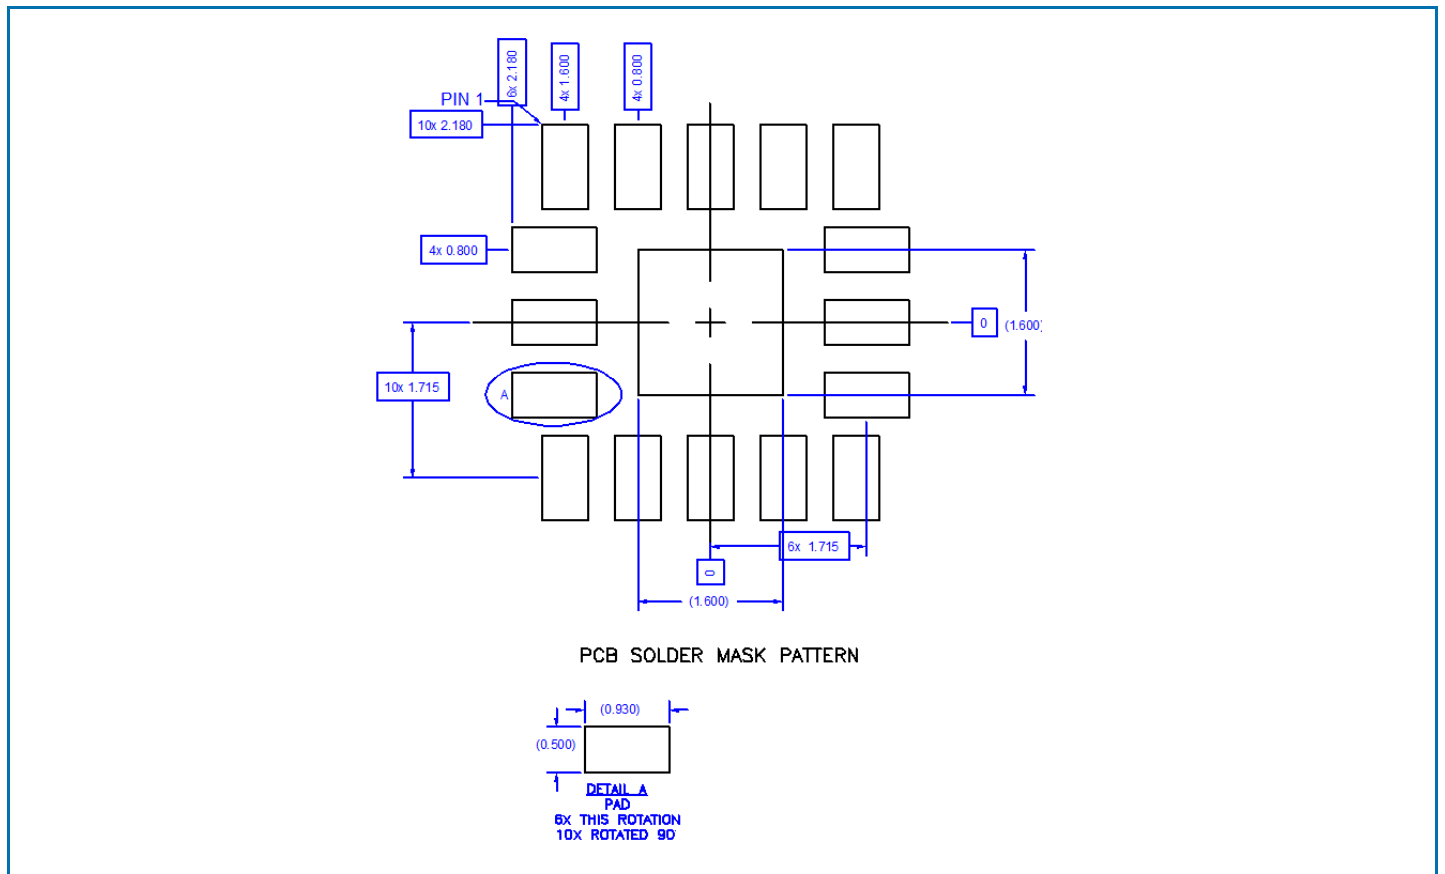 6x 2.180
4x 1.600
4x 0.800
PIN 1
10x 2.180
4x 0.800
0
(1.600)
10x 1.715
A
6x 1.715
0
(1.600)
PCB SOLDER MASK PATTERN
(0.930)
(0.500)
DETAIL A
PAD
6X THIS ROTATION
10X ROTATED 90